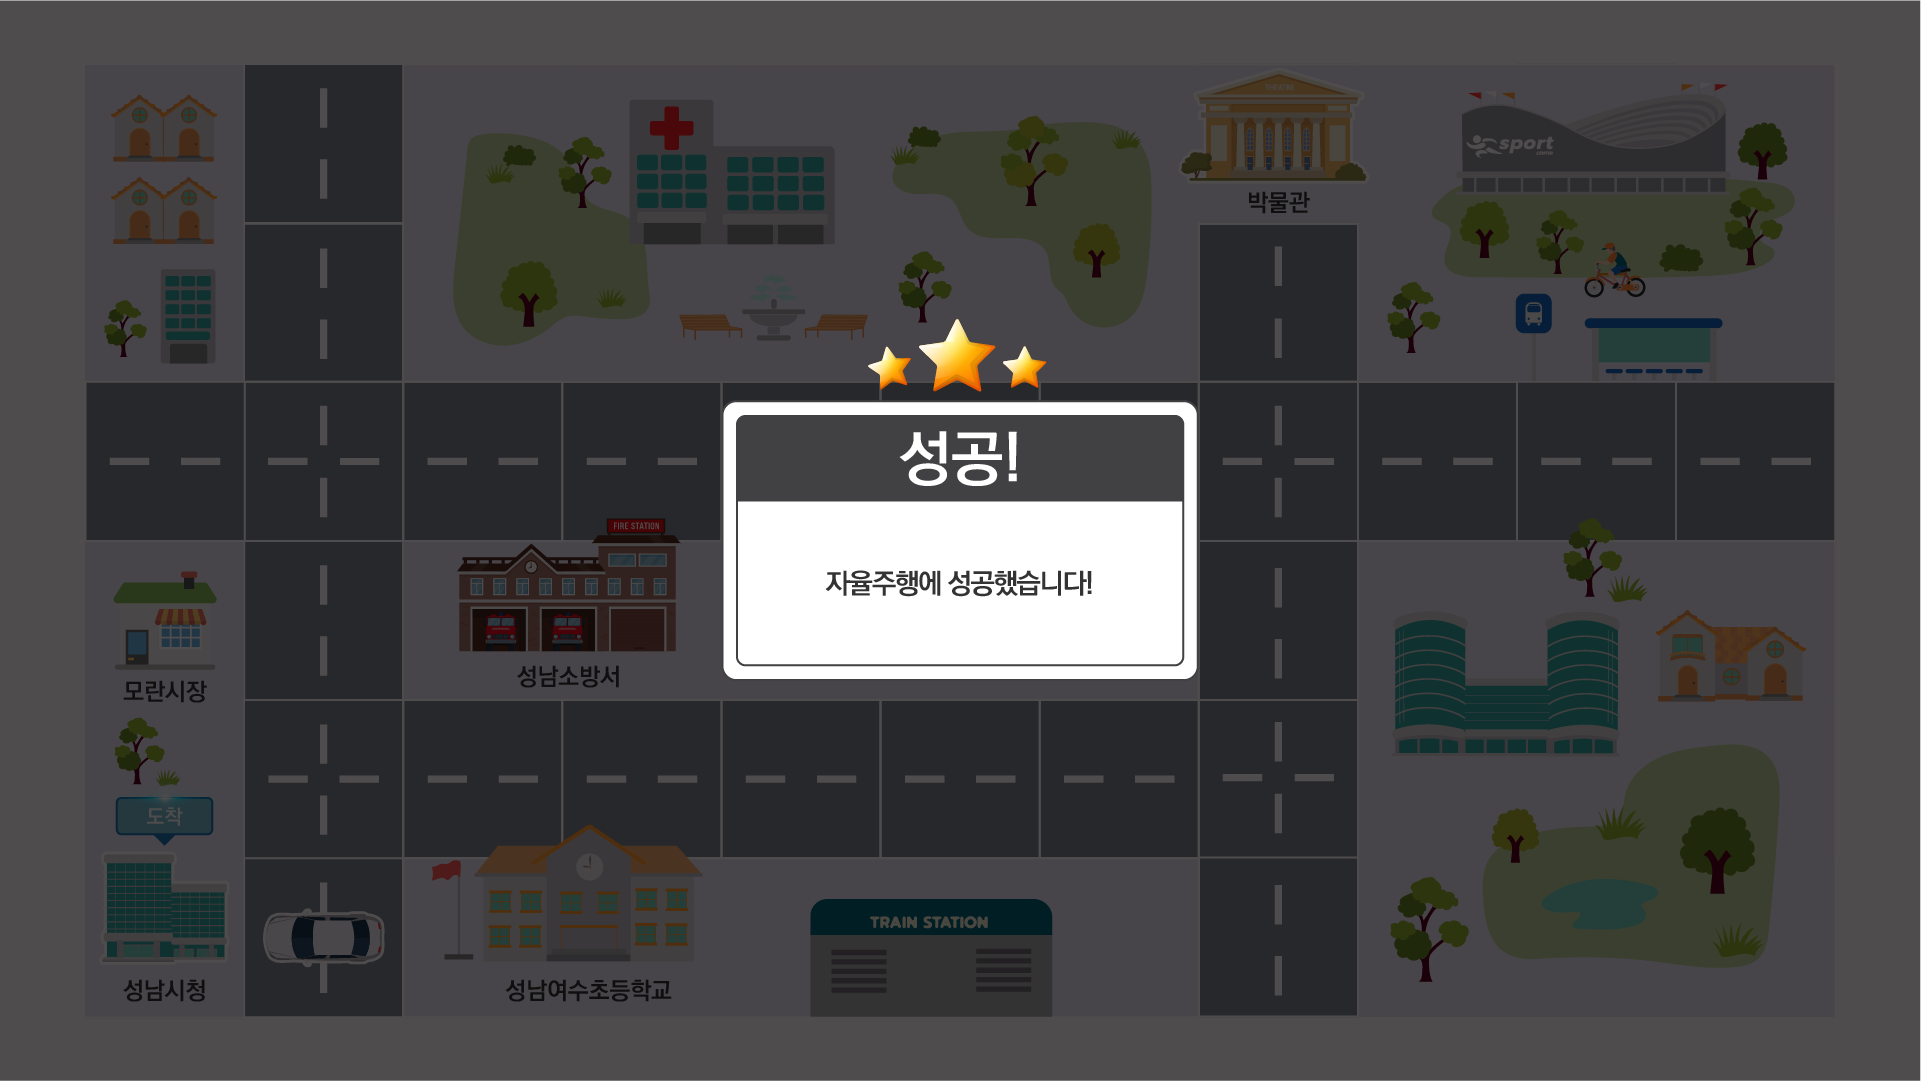 THEATRE
박물관
sport
성공!
자율주행에 성공했습니다!
FIRE STATION
성남소방서
모란시장
도착
성남시청
성남여수초등학교
TRAIN STATION